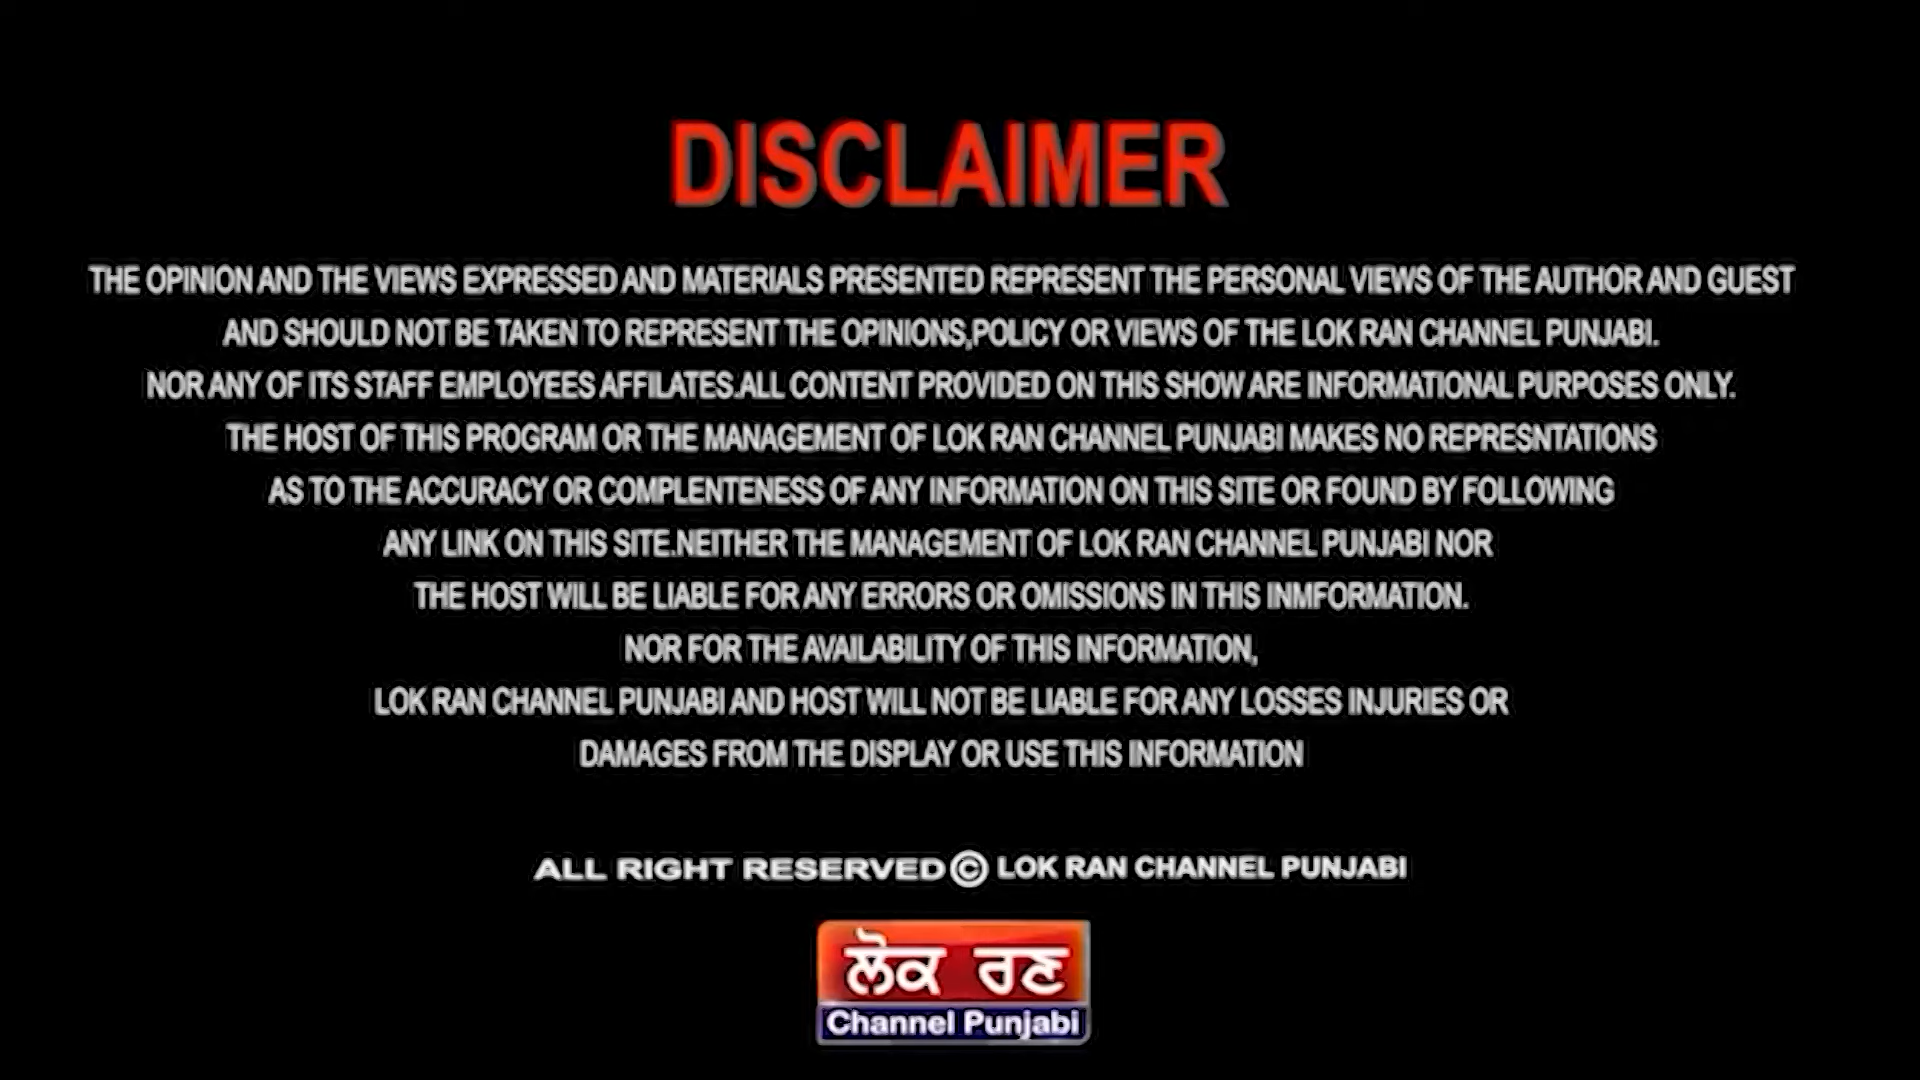 DISCLAIMER
THE OPINION AND THE VIEWS EXPRESSED AND MATERIALS PRESENTED REPRESENT THE PERSONAL VIEWS OF THE AUTHOR AND GUEST
AND SHOULD NOT BE TAKEN TO REPRESENT THE OPINIONS,POLICY OR VIEWS OF THE LOK RAN CHANNEL PUNJABI.
NOR ANY OF ITS STAFF EMPLOYEES AFFILATES.ALL CONTENT PROVIDED ON THIS SHOW ARE INFORMATIONAL PURPOSES ONLY.
THE HOST OF THIS PROGRAM OR THE MANAGEMENT OF LOK RAN CHANNEL PUNJABI MAKES NO REPRESNTATIONS
AS TO THE ACCURACY OR COMPLENTENESS OF ANY INFORMATION ON THIS SITE OR FOUND BY FOLLOWING
ANY LINK ON THIS SITE.NEITHER THE MANAGEMENT OF LOK RAN CHANNEL PUNJABI NOR
THE HOST WILL BE LIABLE FOR ANY ERRORS OR OMISSIONS IN THIS INMFORMATION.
NOR FOR THE AVAILABILITY OF THIS INFORMATION,
LOK RAN CHANNEL PUNJABI AND HOST WILL NOT BE LIABLE FOR ANY LOSSES INJURIES OR
DAMAGES FROM THE DISPLAY OR USE THIS INFORMATION
ALL RIGHT RESERVED © LOK RAN CHANNEL PUNJABI
ਲੋਕ ਰਣ
Channel Punjabi